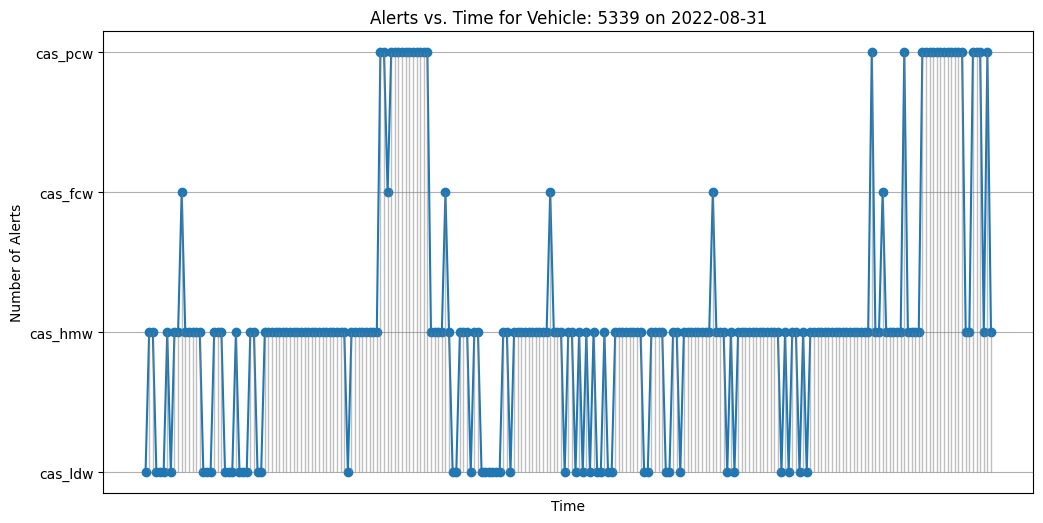 Alerts vs. Time for Vehicle: 5339 on 2022-08-31
cas_pcw
cas_fcw
cas_hmw
cas_ldw
Number of Alerts
Time